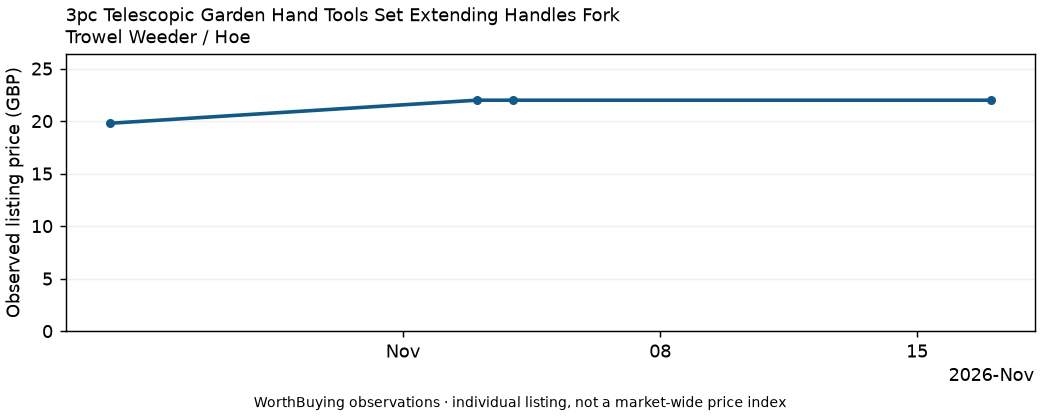 3pc Telescopic Garden Hand Tools Set Extending Handles Fork
Trowel Weeder / Hoe
Observed listing price (GBP)
25
20
15
10
5
0
Nov
08
15
2026-Nov
WorthBuying observations · individual listing, not a market-wide price index